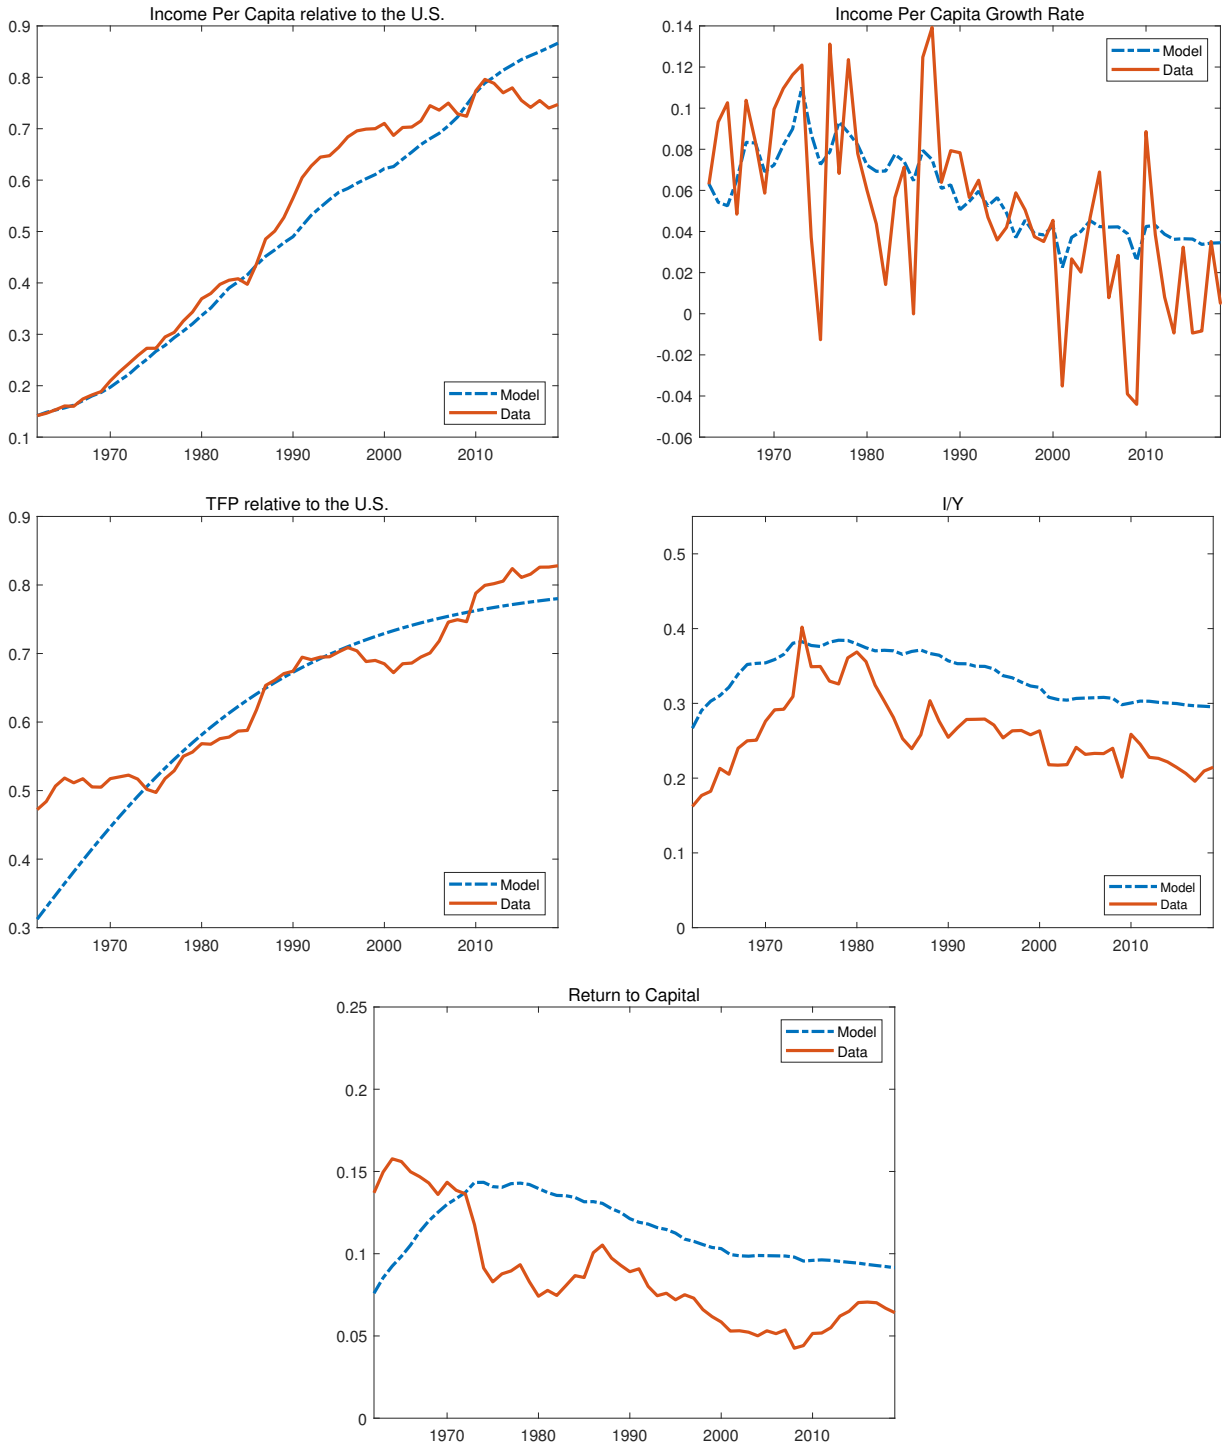 Income Per Capita relative to the U.S.
0.9
0.8
0.7
0.6
0.5
0.4
0.3
0.2
0.1
1970 1980 1990 2000 2010
Model
Data
Income Per Capita Growth Rate
0.14
0.12
0.1
0.08
0.06
0.04
0.02
0
-0.02
-0.04
-0.06
1970 1980 1990 2000 2010
Model
Data
TFP relative to the U.S.
0.9
0.8
0.7
0.6
0.5
0.4
0.3
1970 1980 1990 2000 2010
Model
Data
I/Y
0.5
0.4
0.3
0.2
0.1
0
1970 1980 1990 2000 2010
Model
Data
Return to Capital
0.25
0.2
0.15
0.1
0.05
0
1970 1980 1990 2000 2010
Model
Data